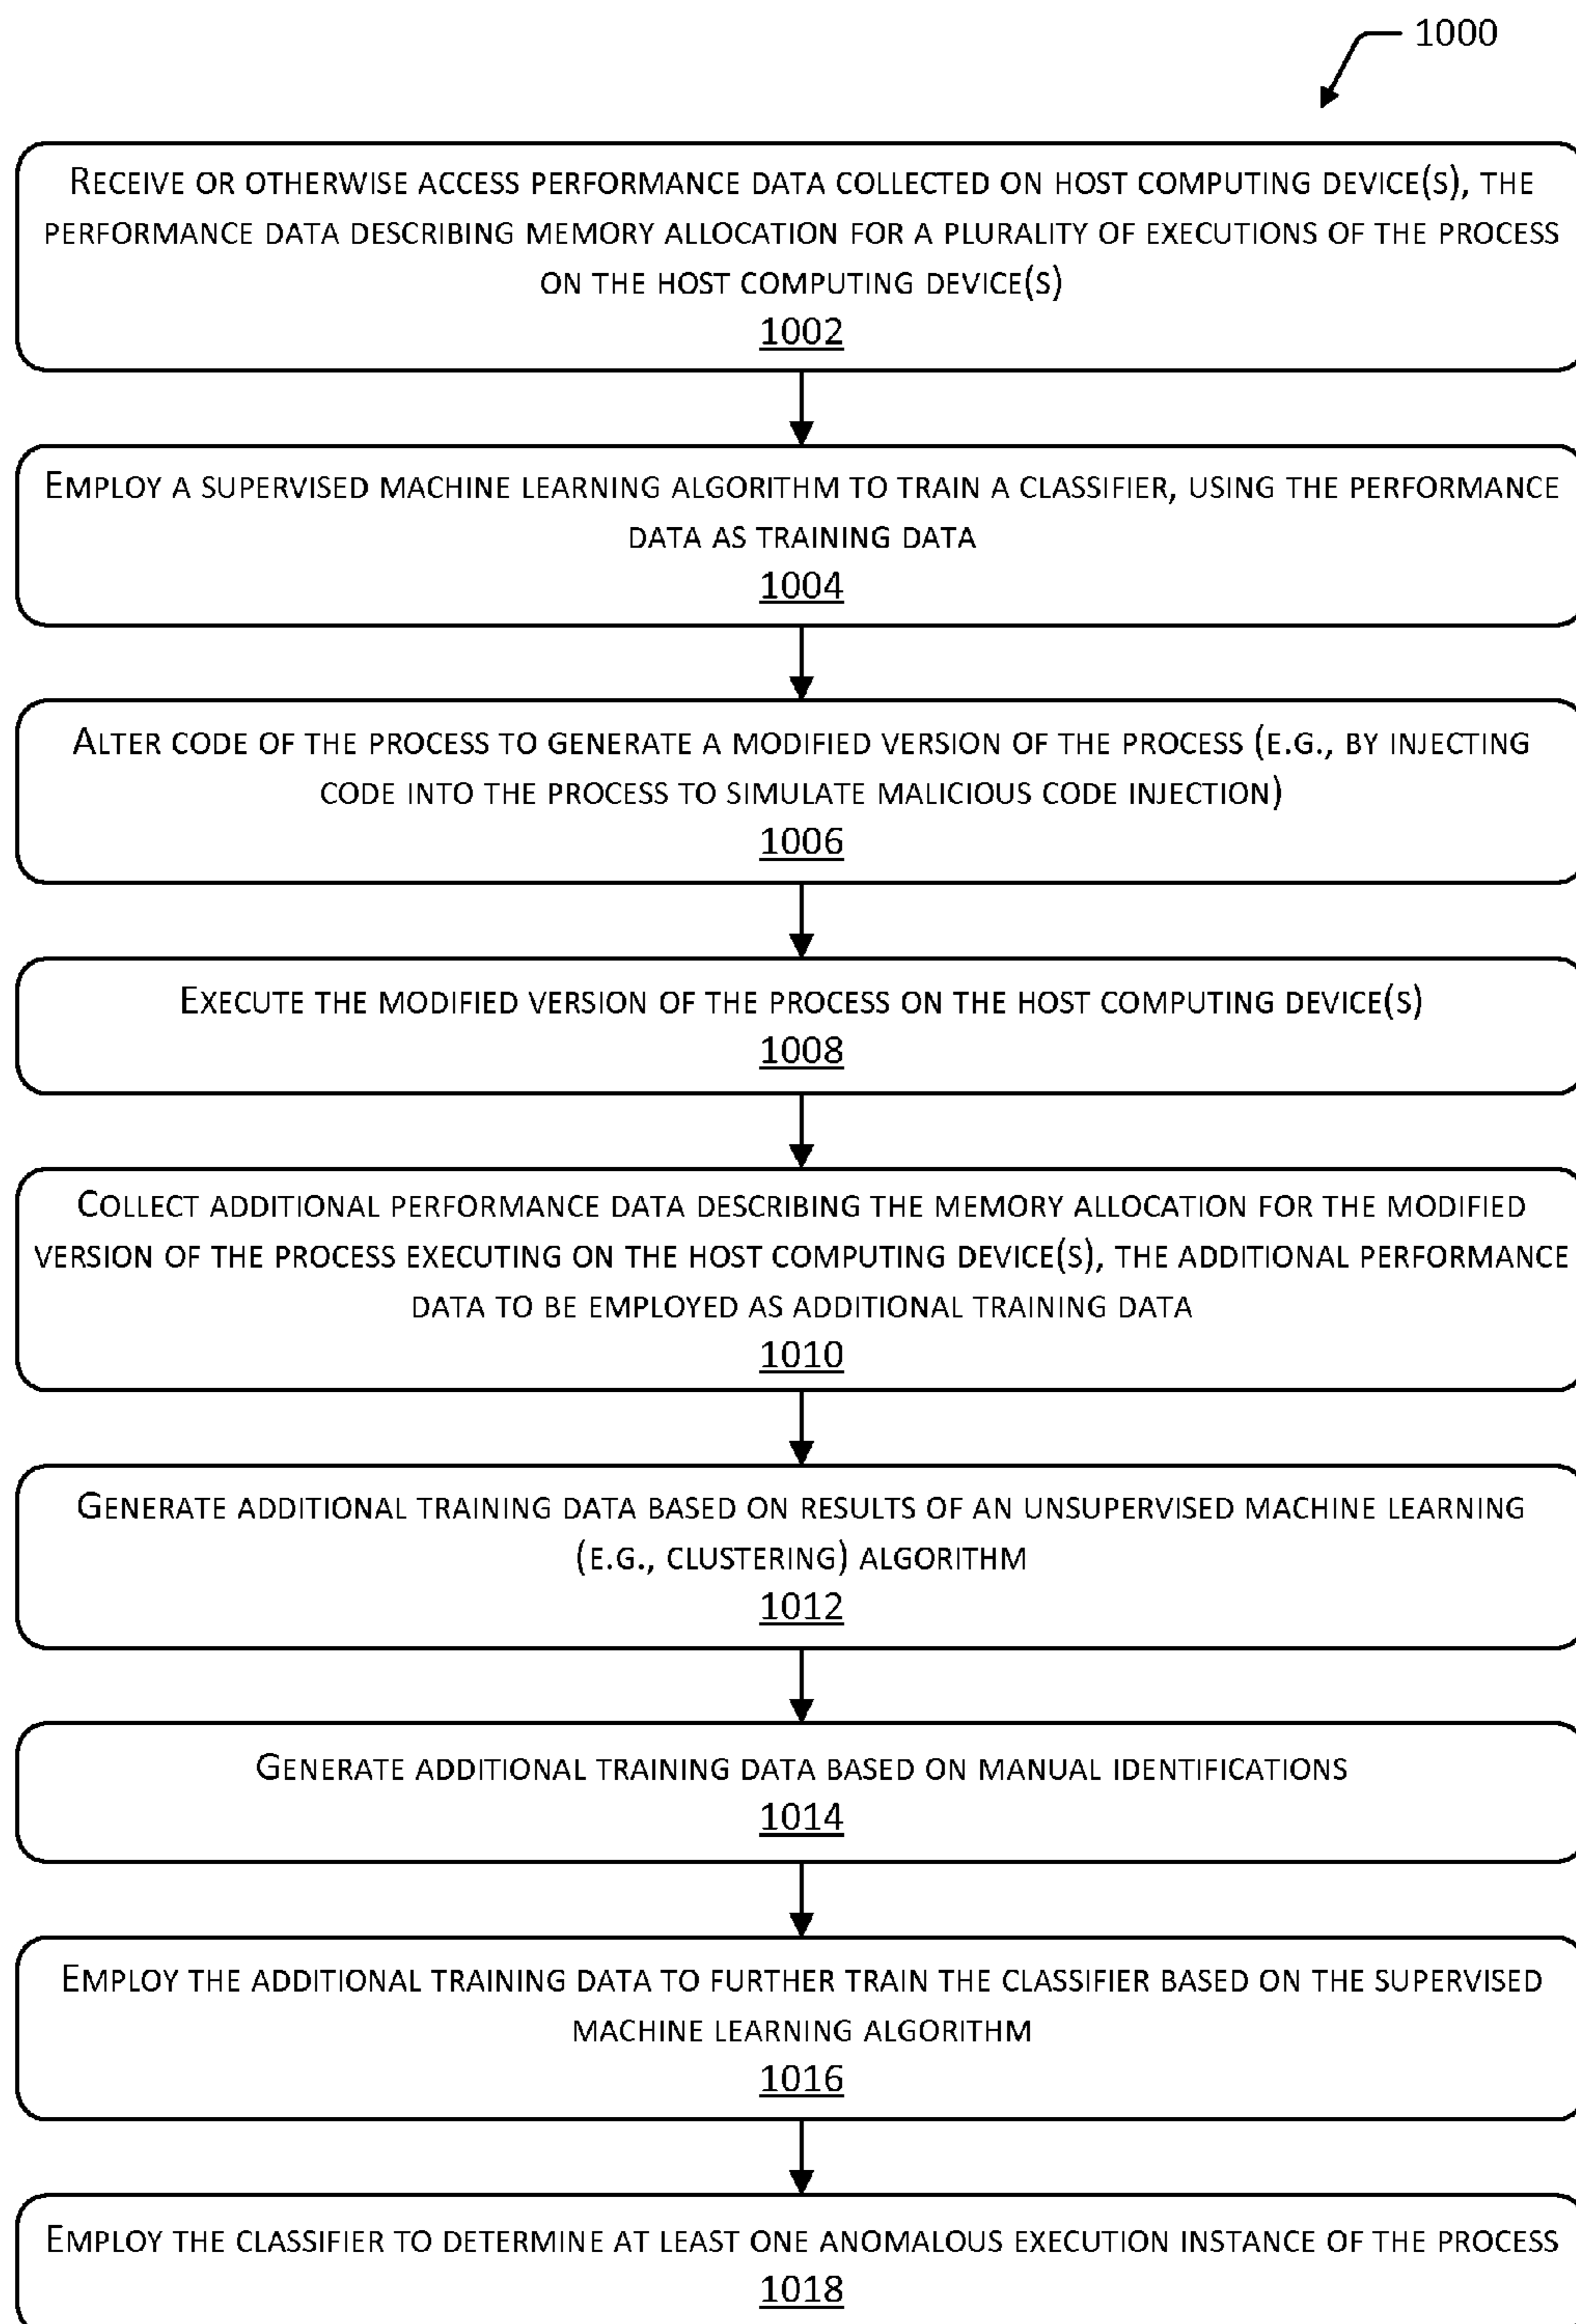 1000
RECEIVE OR OTHERWISE ACCESS PERFORMANCE DATA COLLECTED ON HOST COMPUTING DEVICE(S), THE
PERFORMANCE DATA DESCRIBING MEMORY ALLOCATION FOR A PLURALITY OF EXECUTIONS OF THE PROCESS
ON THE HOST COMPUTING DEVICE(S)
1002
EMPLOY A SUPERVISED MACHINE LEARNING ALGORITHM TO TRAIN A CLASSIFIER, USING THE PERFORMANCE
DATA AS TRAINING DATA
1004
ALTER CODE OF THE PROCESS TO GENERATE A MODIFIED VERSION OF THE PROCESS (E.G., BY INJECTING
CODE INTO THE PROCESS TO SIMULATE MALICIOUS CODE INJECTION)
1006
EXECUTE THE MODIFIED VERSION OF THE PROCESS ON THE HOST COMPUTING DEVICE(S)
1008
COLLECT ADDITIONAL PERFORMANCE DATA DESCRIBING THE MEMORY ALLOCATION FOR THE MODIFIED
VERSION OF THE PROCESS EXECUTING ON THE HOST COMPUTING DEVICE(S), THE ADDITIONAL PERFORMANCE
DATA TO BE EMPLOYED AS ADDITIONAL TRAINING DATA
1010
GENERATE ADDITIONAL TRAINING DATA BASED ON RESULTS OF AN UNSUPERVISED MACHINE LEARNING
(E.G., CLUSTERING) ALGORITHM
1012
GENERATE ADDITIONAL TRAINING DATA BASED ON MANUAL IDENTIFICATIONS
1014
EMPLOY THE ADDITIONAL TRAINING DATA TO FURTHER TRAIN THE CLASSIFIER BASED ON THE SUPERVISED
MACHINE LEARNING ALGORITHM
1016
EMPLOY THE CLASSIFIER TO DETERMINE AT LEAST ONE ANOMALOUS EXECUTION INSTANCE OF THE PROCESS
1018